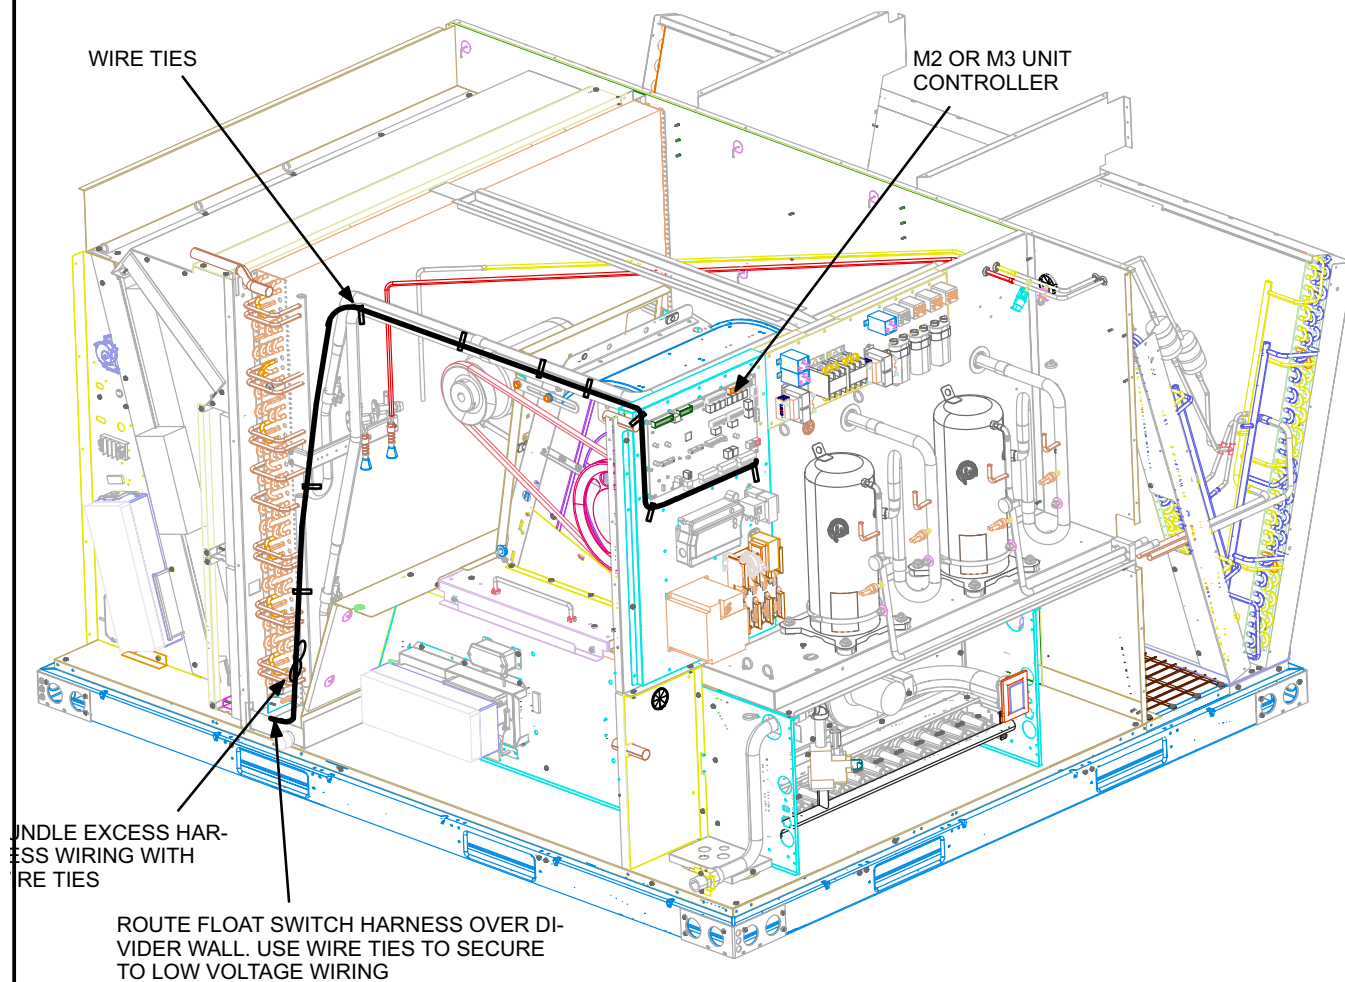 WIRE TIES
M2 OR M3 UNIT
CONTROLLER
UNDLE EXCESS HAR-
ESS WIRING WITH
RE TIES
ROUTE FLOAT SWITCH HARNESS OVER DI-
VIDER WALL. USE WIRE TIES TO SECURE
TO LOW VOLTAGE WIRING